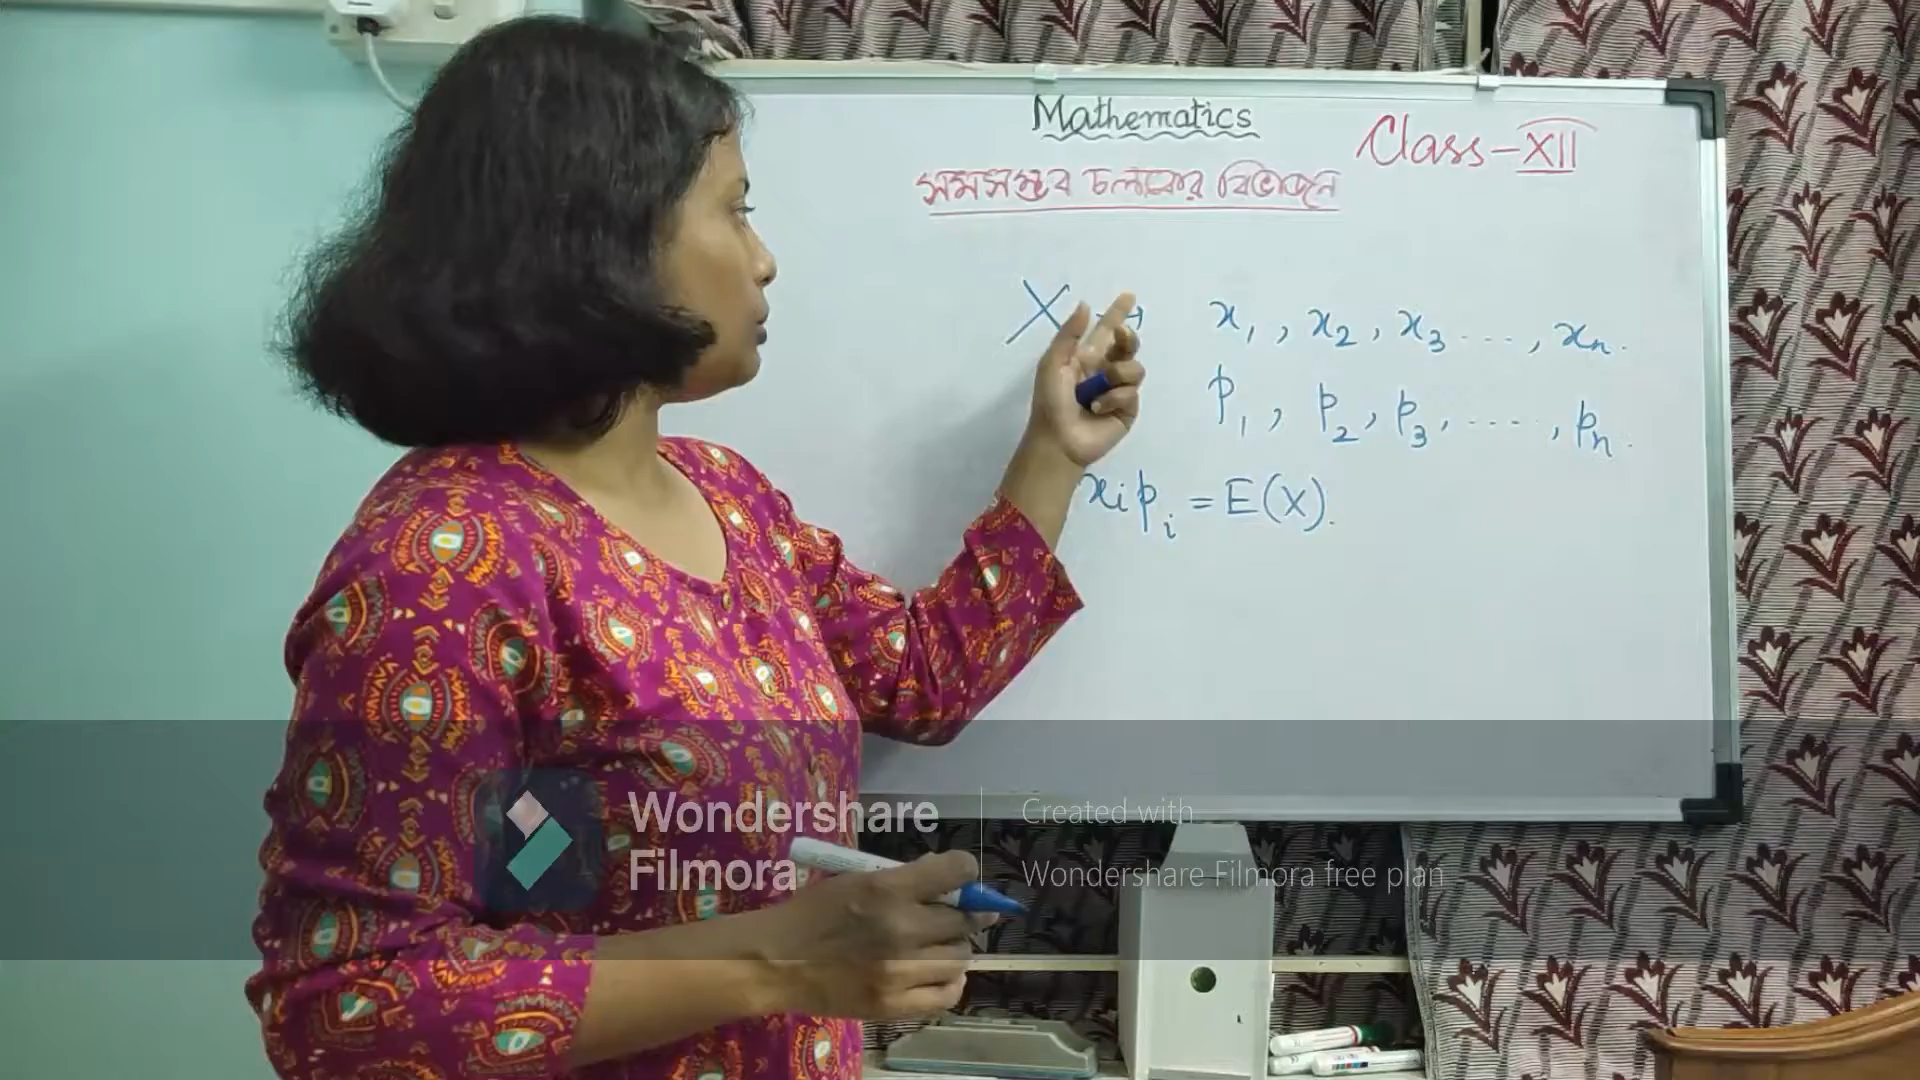 Mathematics
Class-XII
সমসম্ভব চলকের বিভাজন
X → x₁, x₂, x₃ ...., xₙ.
p₁, p₂, p₃, ....., pₙ.
xᵢpᵢ = E(X).
Wondershare Filmora
Created with
Wondershare Filmora free plan